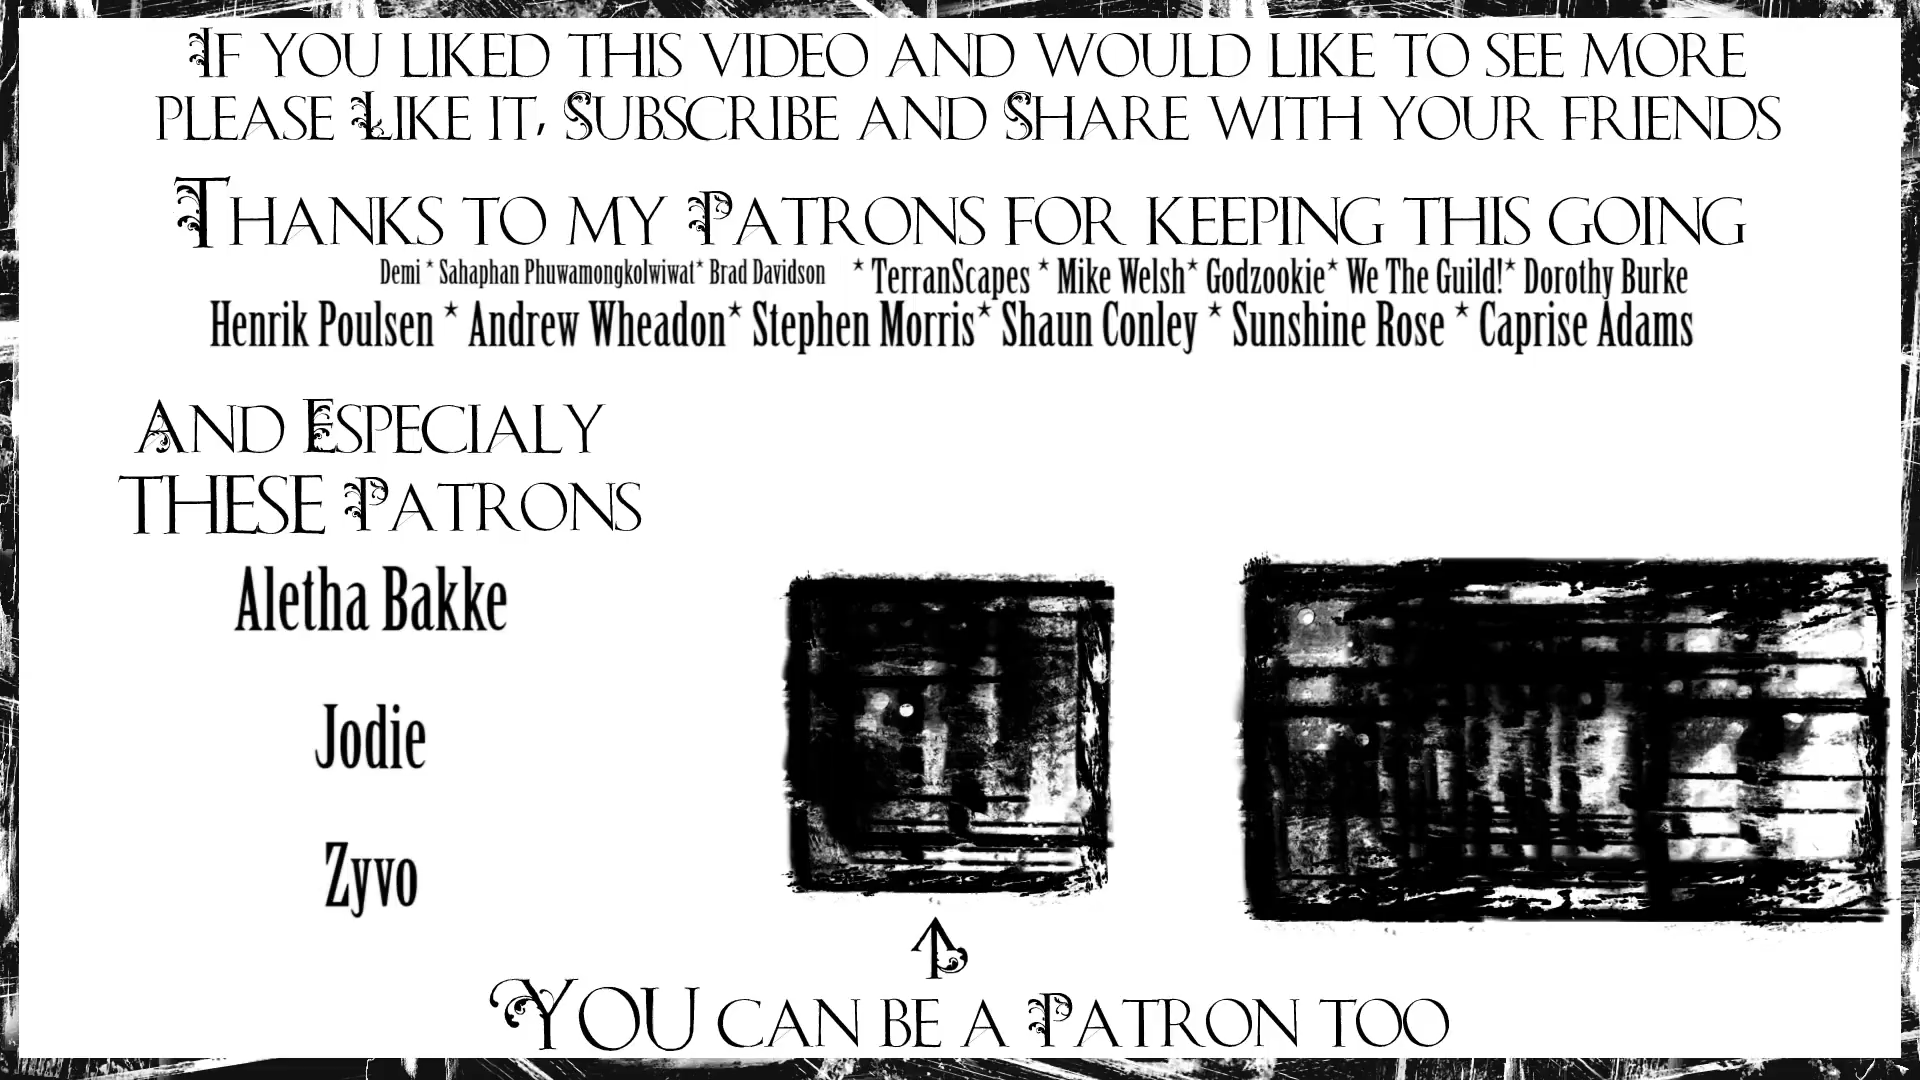 If you liked this video and would like to see more
please Like it, Subscribe and Share with your friends
Thanks to my Patrons for keeping this going
Demi * Sahaphan Phuwamongkolwiwat* Brad Davidson * TerranScapes * Mike Welsh* Godzookie* We The Guild!* Dorothy Burke
Henrik Poulsen * Andrew Wheadon* Stephen Morris* Shaun Conley * Sunshine Rose * Caprise Adams
And Especialy
THESE Patrons
Aletha Bakke
Jodie
Zyvo
YOU can be a Patron too